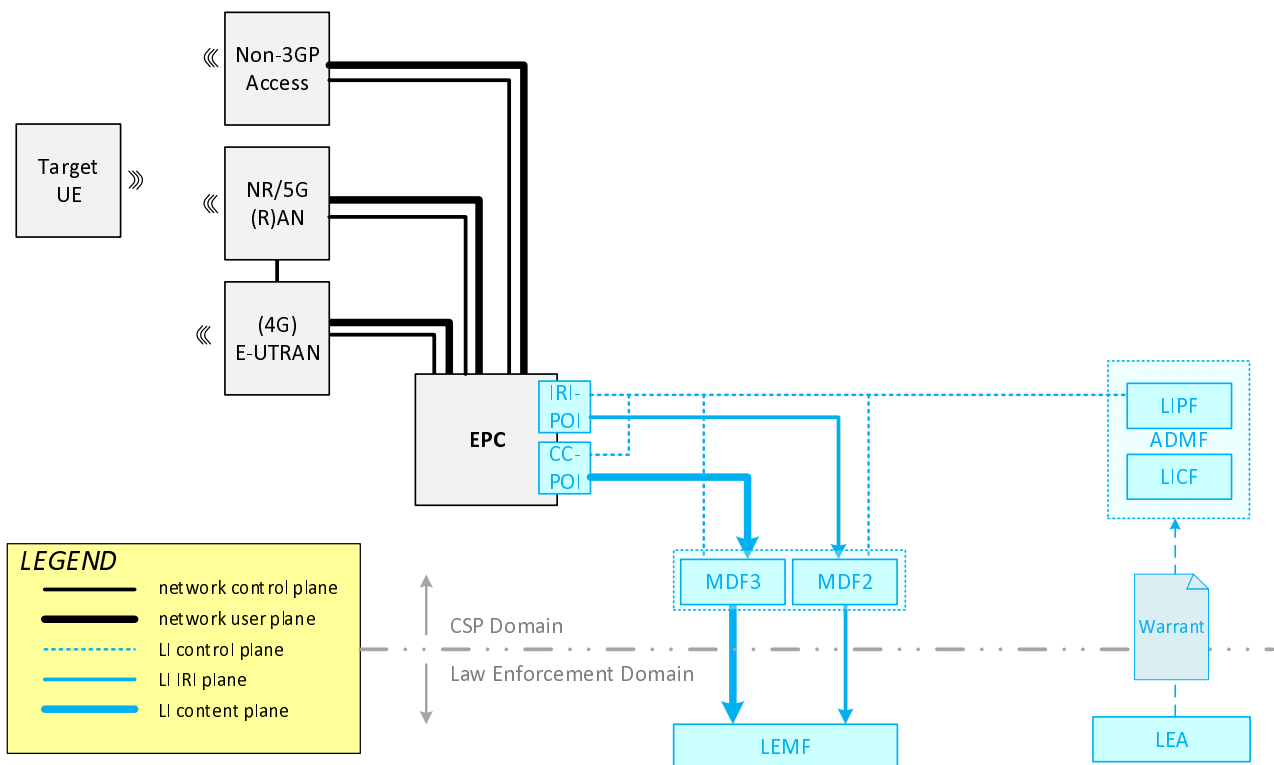 Non-3GP
Access
Target
UE
NR/5G
(R)AN
(4G)
E-UTRAN
EPC
IRI-
POI
CC-
POI
LIPF
ADMF
LICF
MDF3
MDF2
LEGEND
network control plane
network user plane
LI control plane
LI IRI plane
LI content plane
CSP Domain
Law Enforcement Domain
Warrant
LEMF
LEA